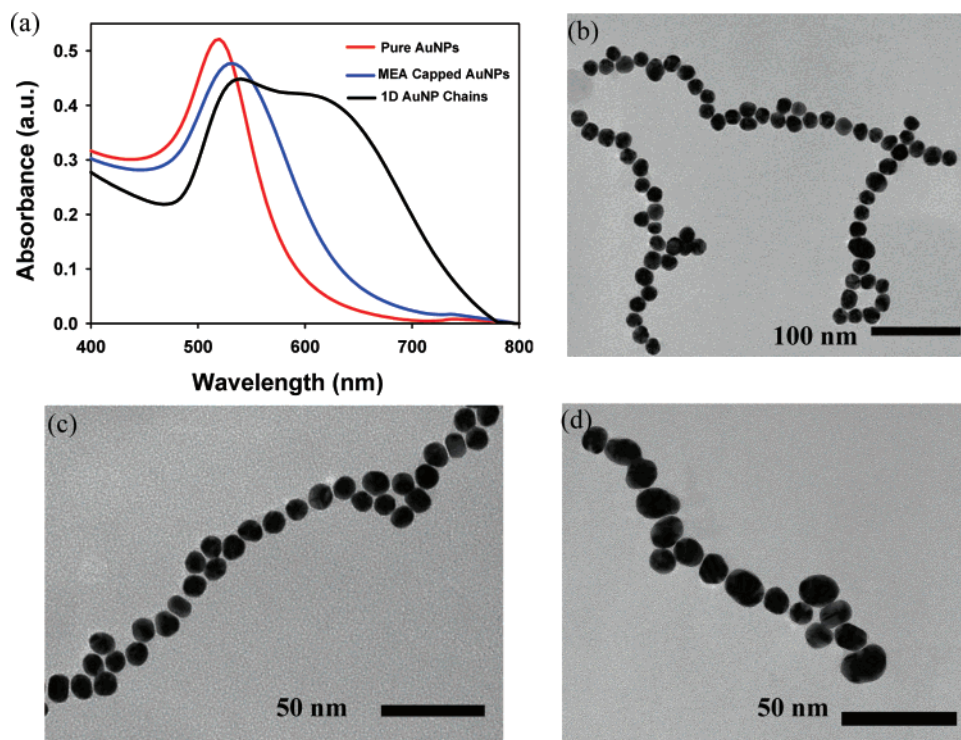 (a)
Absorbance (a.u.)
0.5
0.4
0.3
0.2
0.1
0.0
400 500 600 700 800
Wavelength (nm)
Pure AuNPs
MEA Capped AuNPs
1D AuNP Chains
(b)
100 nm
(c)
50 nm
(d)
50 nm